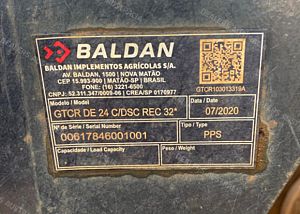 BALDAN
BALDAN IMPLEMENTOS AGRÍCOLAS S/A.
AV. BALDAN, 1500 | NOVA MATÃO
CEP 15.993-900 | MATÃO-SP | BRASIL
FONE: (16) 3221-6500
CNPJ: 52.311.347/0009-06 | CREA/SP 0170977
GTCR103013319A
Modelo / Model
GTCR DE 24 C/DSC REC 32*
Data / Date
07/2020
Nº de Série / Serial Number
00617846001001
Tipo / Type
PPS
Capacidade / Load Capacity
Peso / Weight